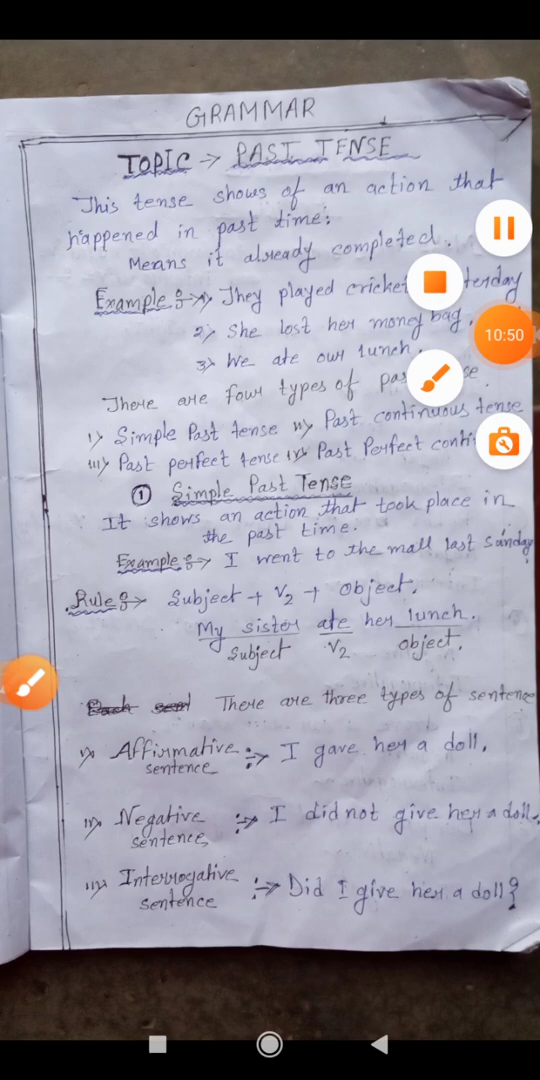 GRAMMAR
TOPIC → PAST TENSE
This tense shows of an action that
happened in past time:
Means it already completed.
Example :→ 1) They played cricket
2) She lost her money bag.
3) We ate our lunch.
There are four types of
i) Simple Past tense ii) Past continuous tense
iii) Past perfect tense iv) Past Perfect
① Simple Past Tense
It shows an action that took place in
the past time.
Example :→ I went to the mall last Sunday
Rule :→ Subject + V2 + Object.
My sister ate her lunch.
Subject V2 object.
There are three types of sentence
i) Affirmative :→ I gave her a doll.
sentence
ii) Negative :→ I did not give her a doll.
sentence
iii) Interrogative :→ Did I give her a doll?
sentence
10:50